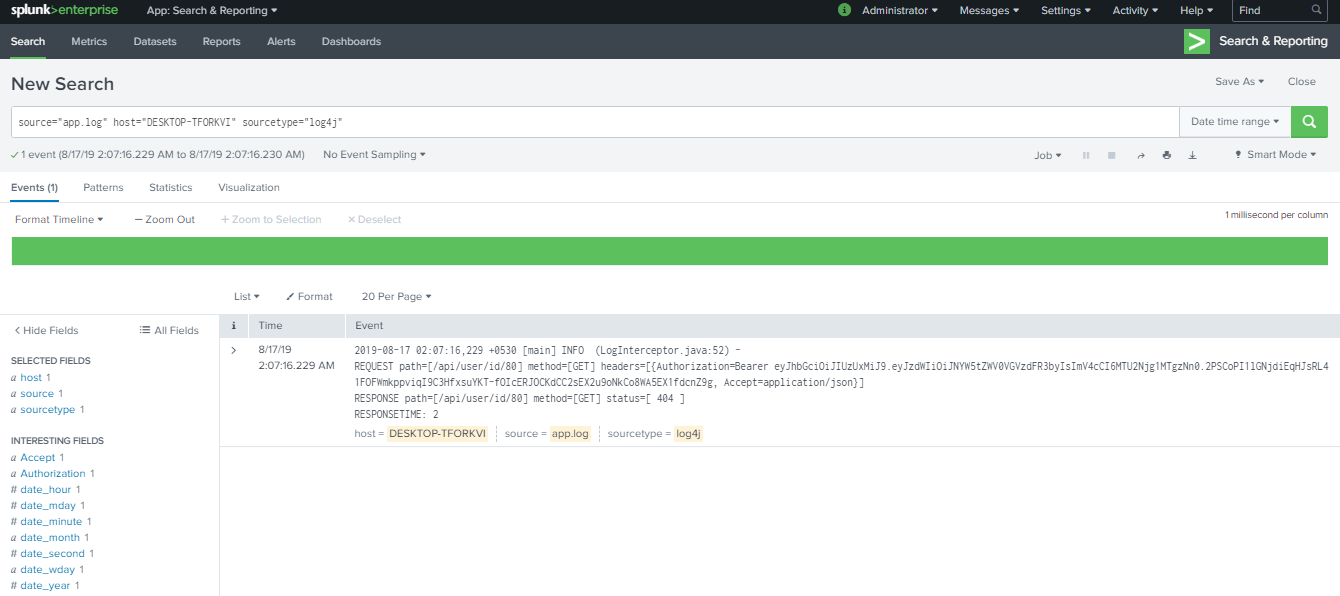 splunk>enterprise App: Search & Reporting i Administrator Messages Settings Activity Help Find
Search Metrics Datasets Reports Alerts Dashboards > Search & Reporting
New Search Save As Close
source="app.log" host="DESKTOP-TFORKVI" sourcetype="log4j" Date time range
✓ 1 event (8/17/19 2:07:16.229 AM to 8/17/19 2:07:16.230 AM) No Event Sampling Job Smart Mode
Events (1) Patterns Statistics Visualization
Format Timeline — Zoom Out + Zoom to Selection × Deselect 1 millisecond per column
List Format 20 Per Page
< Hide Fields All Fields
i Time Event
SELECTED FIELDS
a host 1
a source 1
a sourcetype 1
INTERESTING FIELDS
a Accept 1
a Authorization 1
# date_hour 1
# date_mday 1
# date_minute 1
a date_month 1
# date_second 1
a date_wday 1
# date_year 1
> 8/17/19
2:07:16.229 AM
2019-08-17 02:07:16,229 +0530 [main] INFO (LogInterceptor.java:52) -
REQUEST path=[/api/user/id/80] method=[GET] headers=[{Authorization=Bearer eyJhbGciOiJIUzUxMiJ9.eyJzdWIiOiJNYW5tZWV0VGVzdFR3byIsImV4cCI6MTU2Njg1MTgzNn0.2PSCoPI11GNjdiEqHJsRL4
1FOFWmkppviqI9C3HfxsuYKT-fOIcERJOCKdCC2sEX2u9oNkCo8WA5EX1fdcnZ9g, Accept=application/json}]
RESPONSE path=[/api/user/id/80] method=[GET] status=[ 404 ]
RESPONSETIME: 2
host = DESKTOP-TFORKVI source = app.log sourcetype = log4j